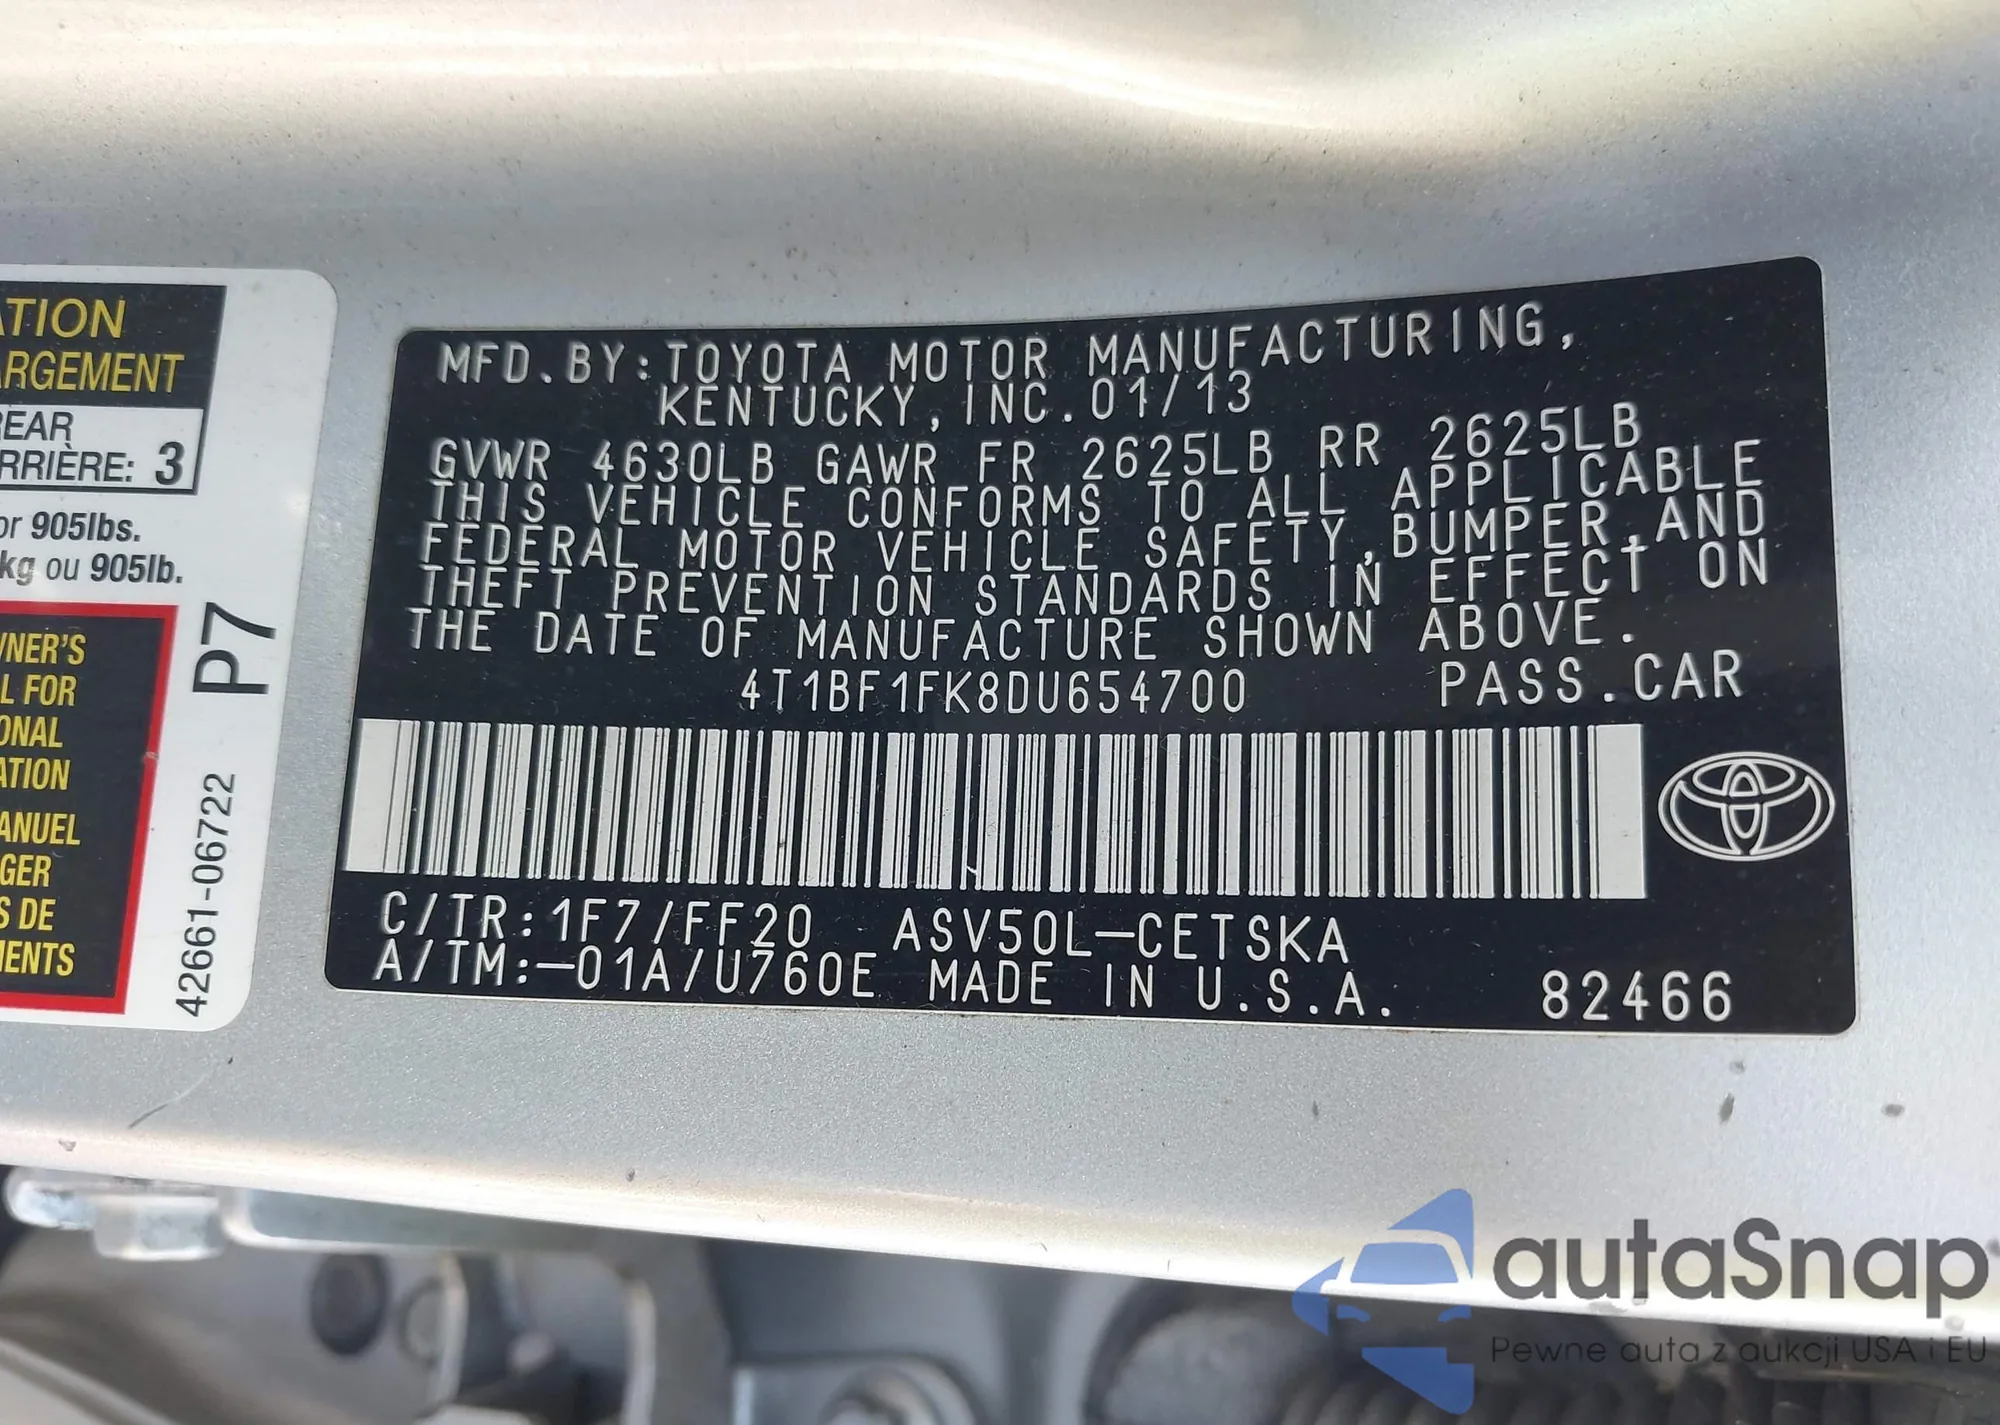 ATION
ARGEMENT
REAR
ARRIÈRE: 3
or 905lbs.
kg ou 905lb.
WNER'S
L FOR
ONAL
ATION
ANUEL
GER
S DE
MENTS
P7
42661-06722
MFD.BY:TOYOTA MOTOR MANUFACTURING,
KENTUCKY, INC.01/13
GVWR 4630LB GAWR FR 2625LB RR 2625LB
THIS VEHICLE CONFORMS TO ALL APPLICABLE
FEDERAL MOTOR VEHICLE SAFETY,BUMPER,AND
THEFT PREVENTION STANDARDS IN EFFECT ON
THE DATE OF MANUFACTURE SHOWN ABOVE.
4T1BF1FK8DU654700 PASS.CAR
C/TR:1F7/FF20 ASV50L-CETSKA
A/TM:-01A/U760E MADE IN U.S.A. 82466
autaSnap
Pewne auta z aukcji USA i EU